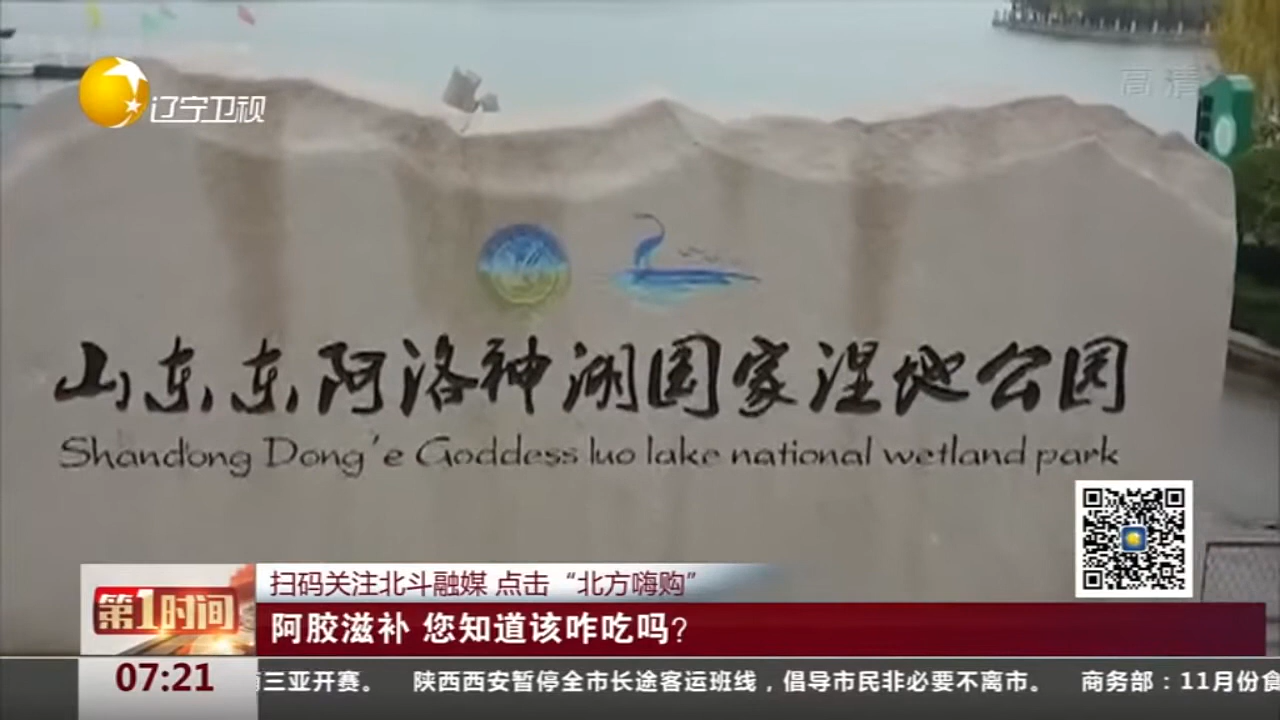 辽宁卫视
高清
山东东阿洛神湖国家湿地公园
Shandong Dong'e Goddess luo lake national wetland park
扫码关注北斗融媒 点击“北方嗨购”
第1时间
阿胶滋补 您知道该咋吃吗?
07:21
三亚开赛。 陕西西安暂停全市长途客运班线，倡导市民非必要不离市。 商务部：11月份食